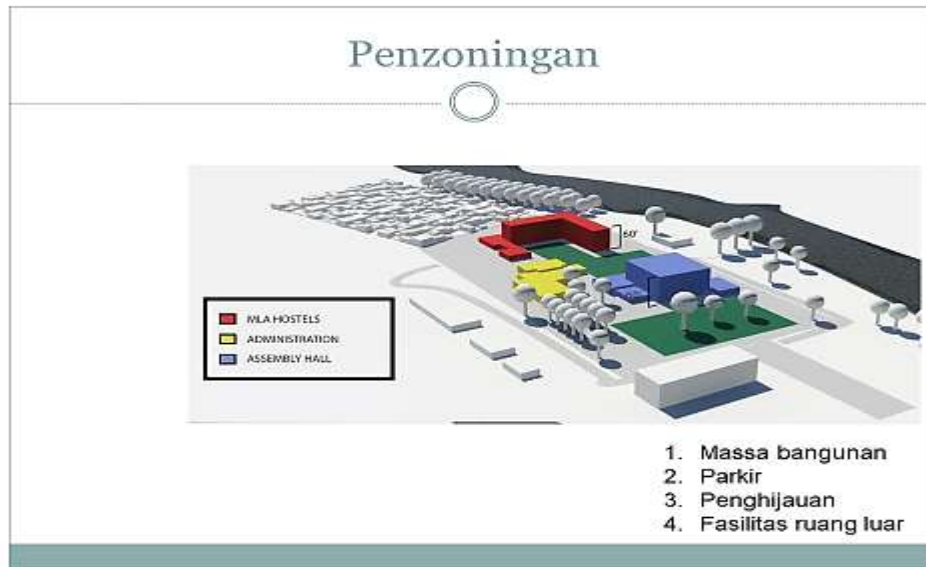 Penzoningan
60'
MLA HOSTELS
ADMINISTRATION
ASSEMBLY HALL
1. Massa bangunan
2. Parkir
3. Penghijauan
4. Fasilitas ruang luar